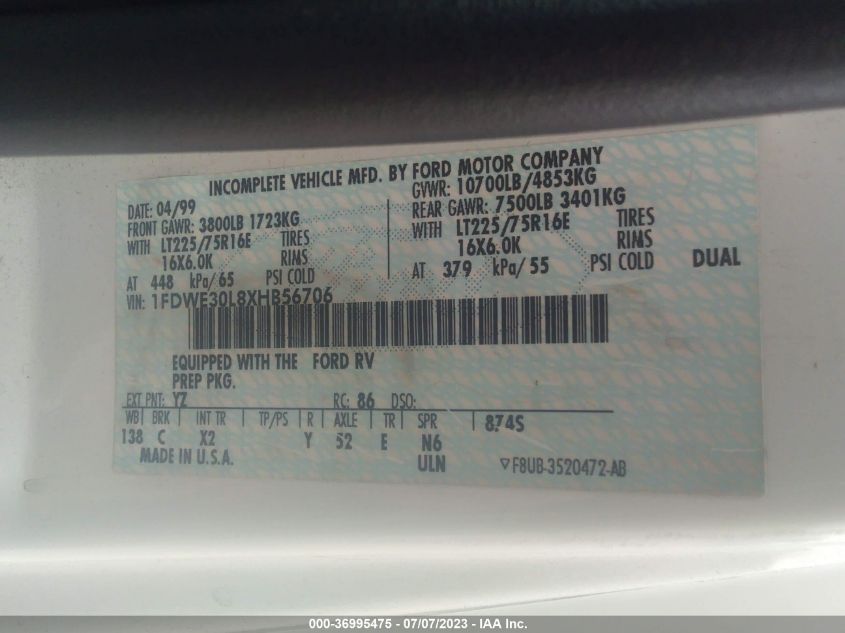 INCOMPLETE VEHICLE MFD. BY FORD MOTOR COMPANY
DATE: 04/99
GVWR: 10700LB/4853KG
FRONT GAWR: 3800LB 1723KG
REAR GAWR: 7500LB 3401KG
WITH LT225/75R16E TIRES
WITH LT225/75R16E TIRES
16X6.0K RIMS
16X6.0K RIMS
AT 448 kPa/65 PSI COLD
AT 379 kPa/55 PSI COLD DUAL
VIN: 1FDWE30L8XHB56706
EQUIPPED WITH THE FORD RV
PREP PKG.
EXT PNT: YZ RC: 86 DSO:
WB BRK INT TR TP/PS R AXLE TR SPR 8.74S
138 C X2 Y 52 E N6
MADE IN U.S.A. ULN F8UB-3520472-AB
000-36995475 - 07/07/2023 - IAA Inc.